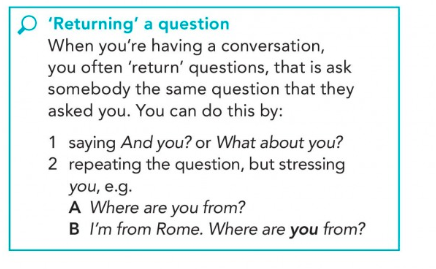 'Returning' a question
When you're having a conversation,
you often 'return' questions, that is ask
somebody the same question that they
asked you. You can do this by:
1 saying And you? or What about you?
2 repeating the question, but stressing
you, e.g.
A Where are you from?
B I'm from Rome. Where are you from?